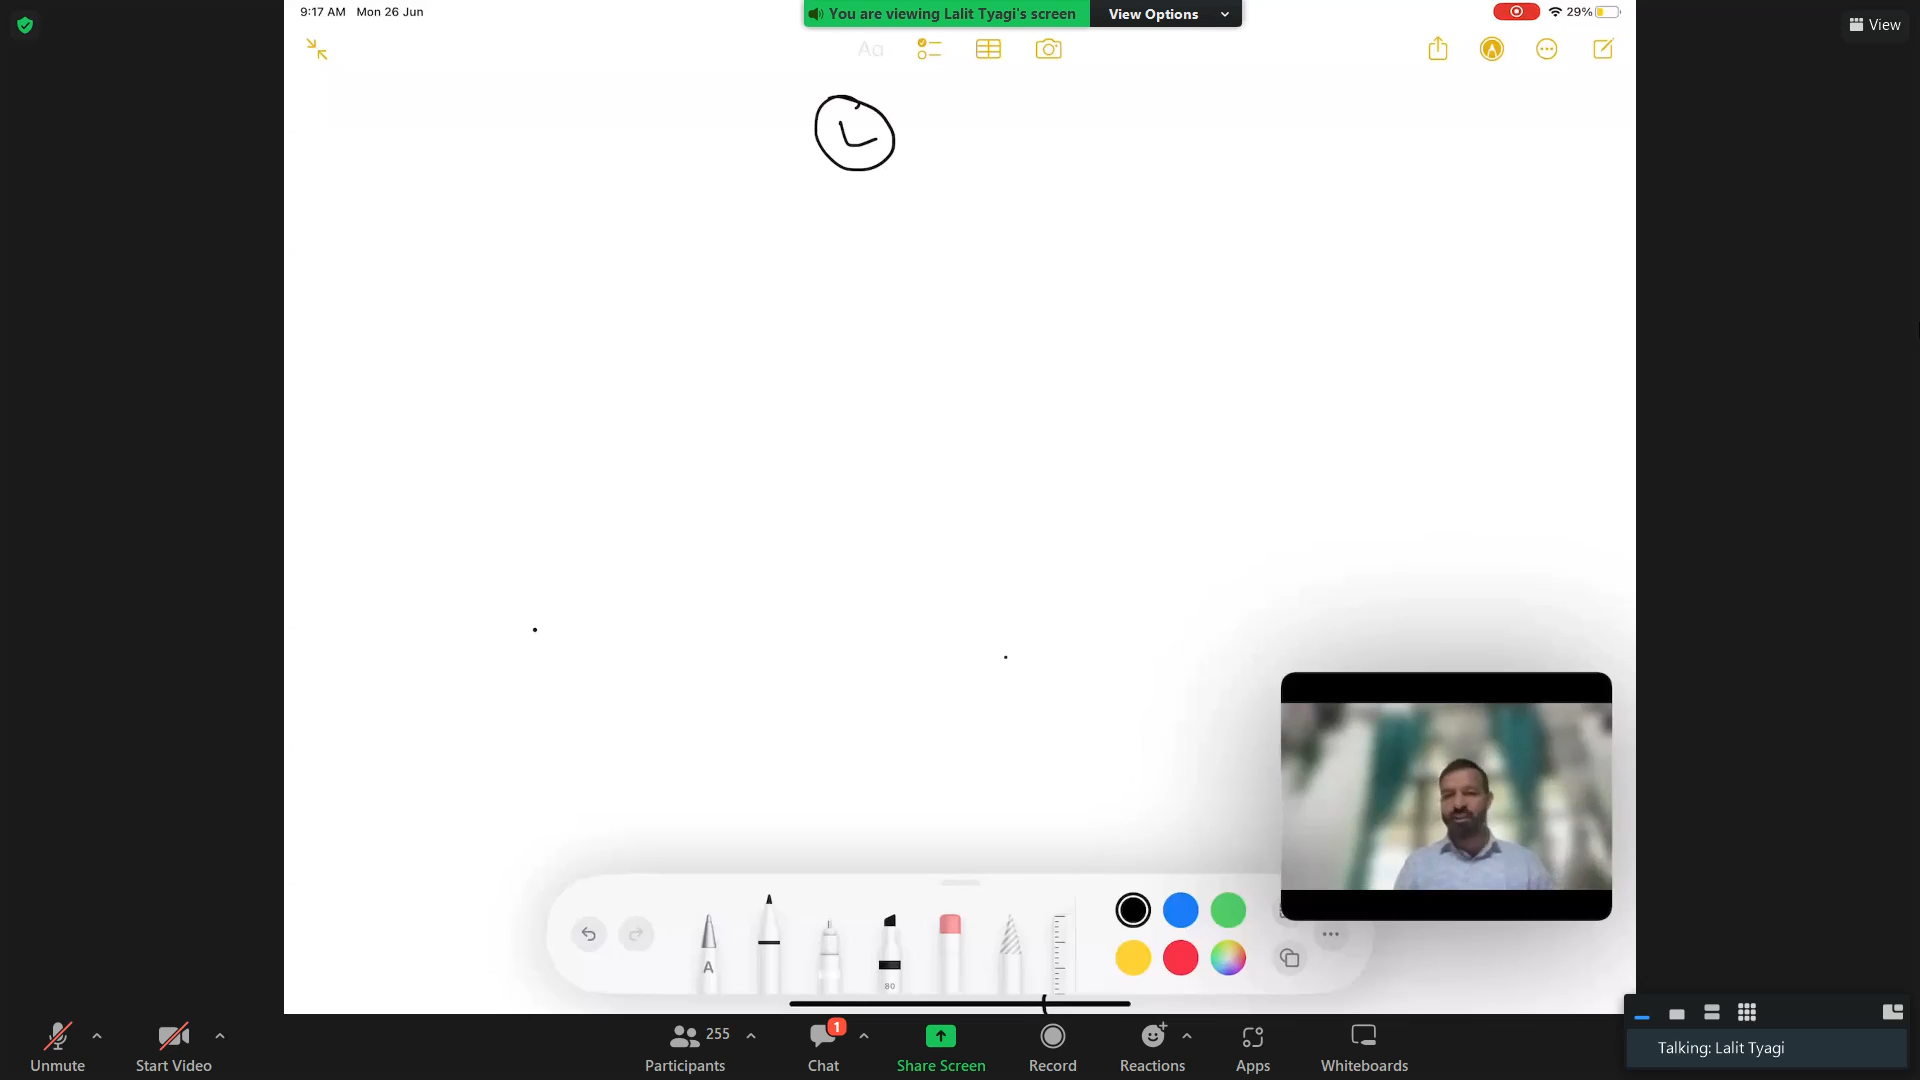 9:17 AM Mon 26 Jun
You are viewing Lalit Tyagi's screen
View Options
29%
View
Aa
L
A
80
Unmute
Start Video
Participants
255
Chat
1
Share Screen
Record
Reactions
Apps
Whiteboards
Talking: Lalit Tyagi